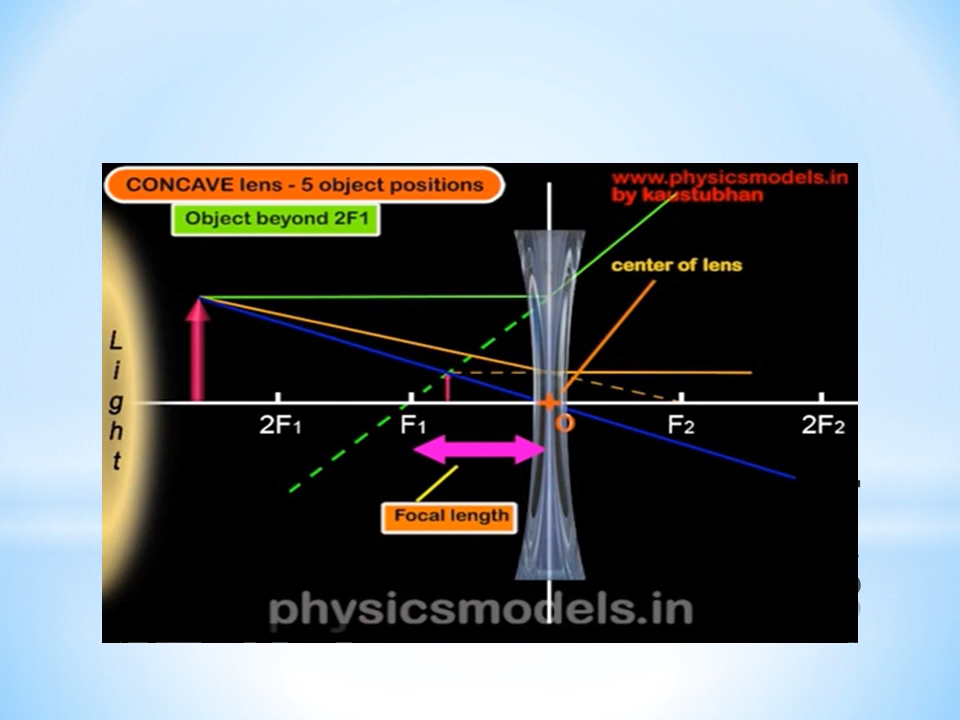 CONCAVE lens - 5 object positions
www.physicsmodels.in
by kaustubhan
Object beyond 2F1
center of lens
Light
2F1
F1
O
F2
2F2
Focal length
physicsmodels.in